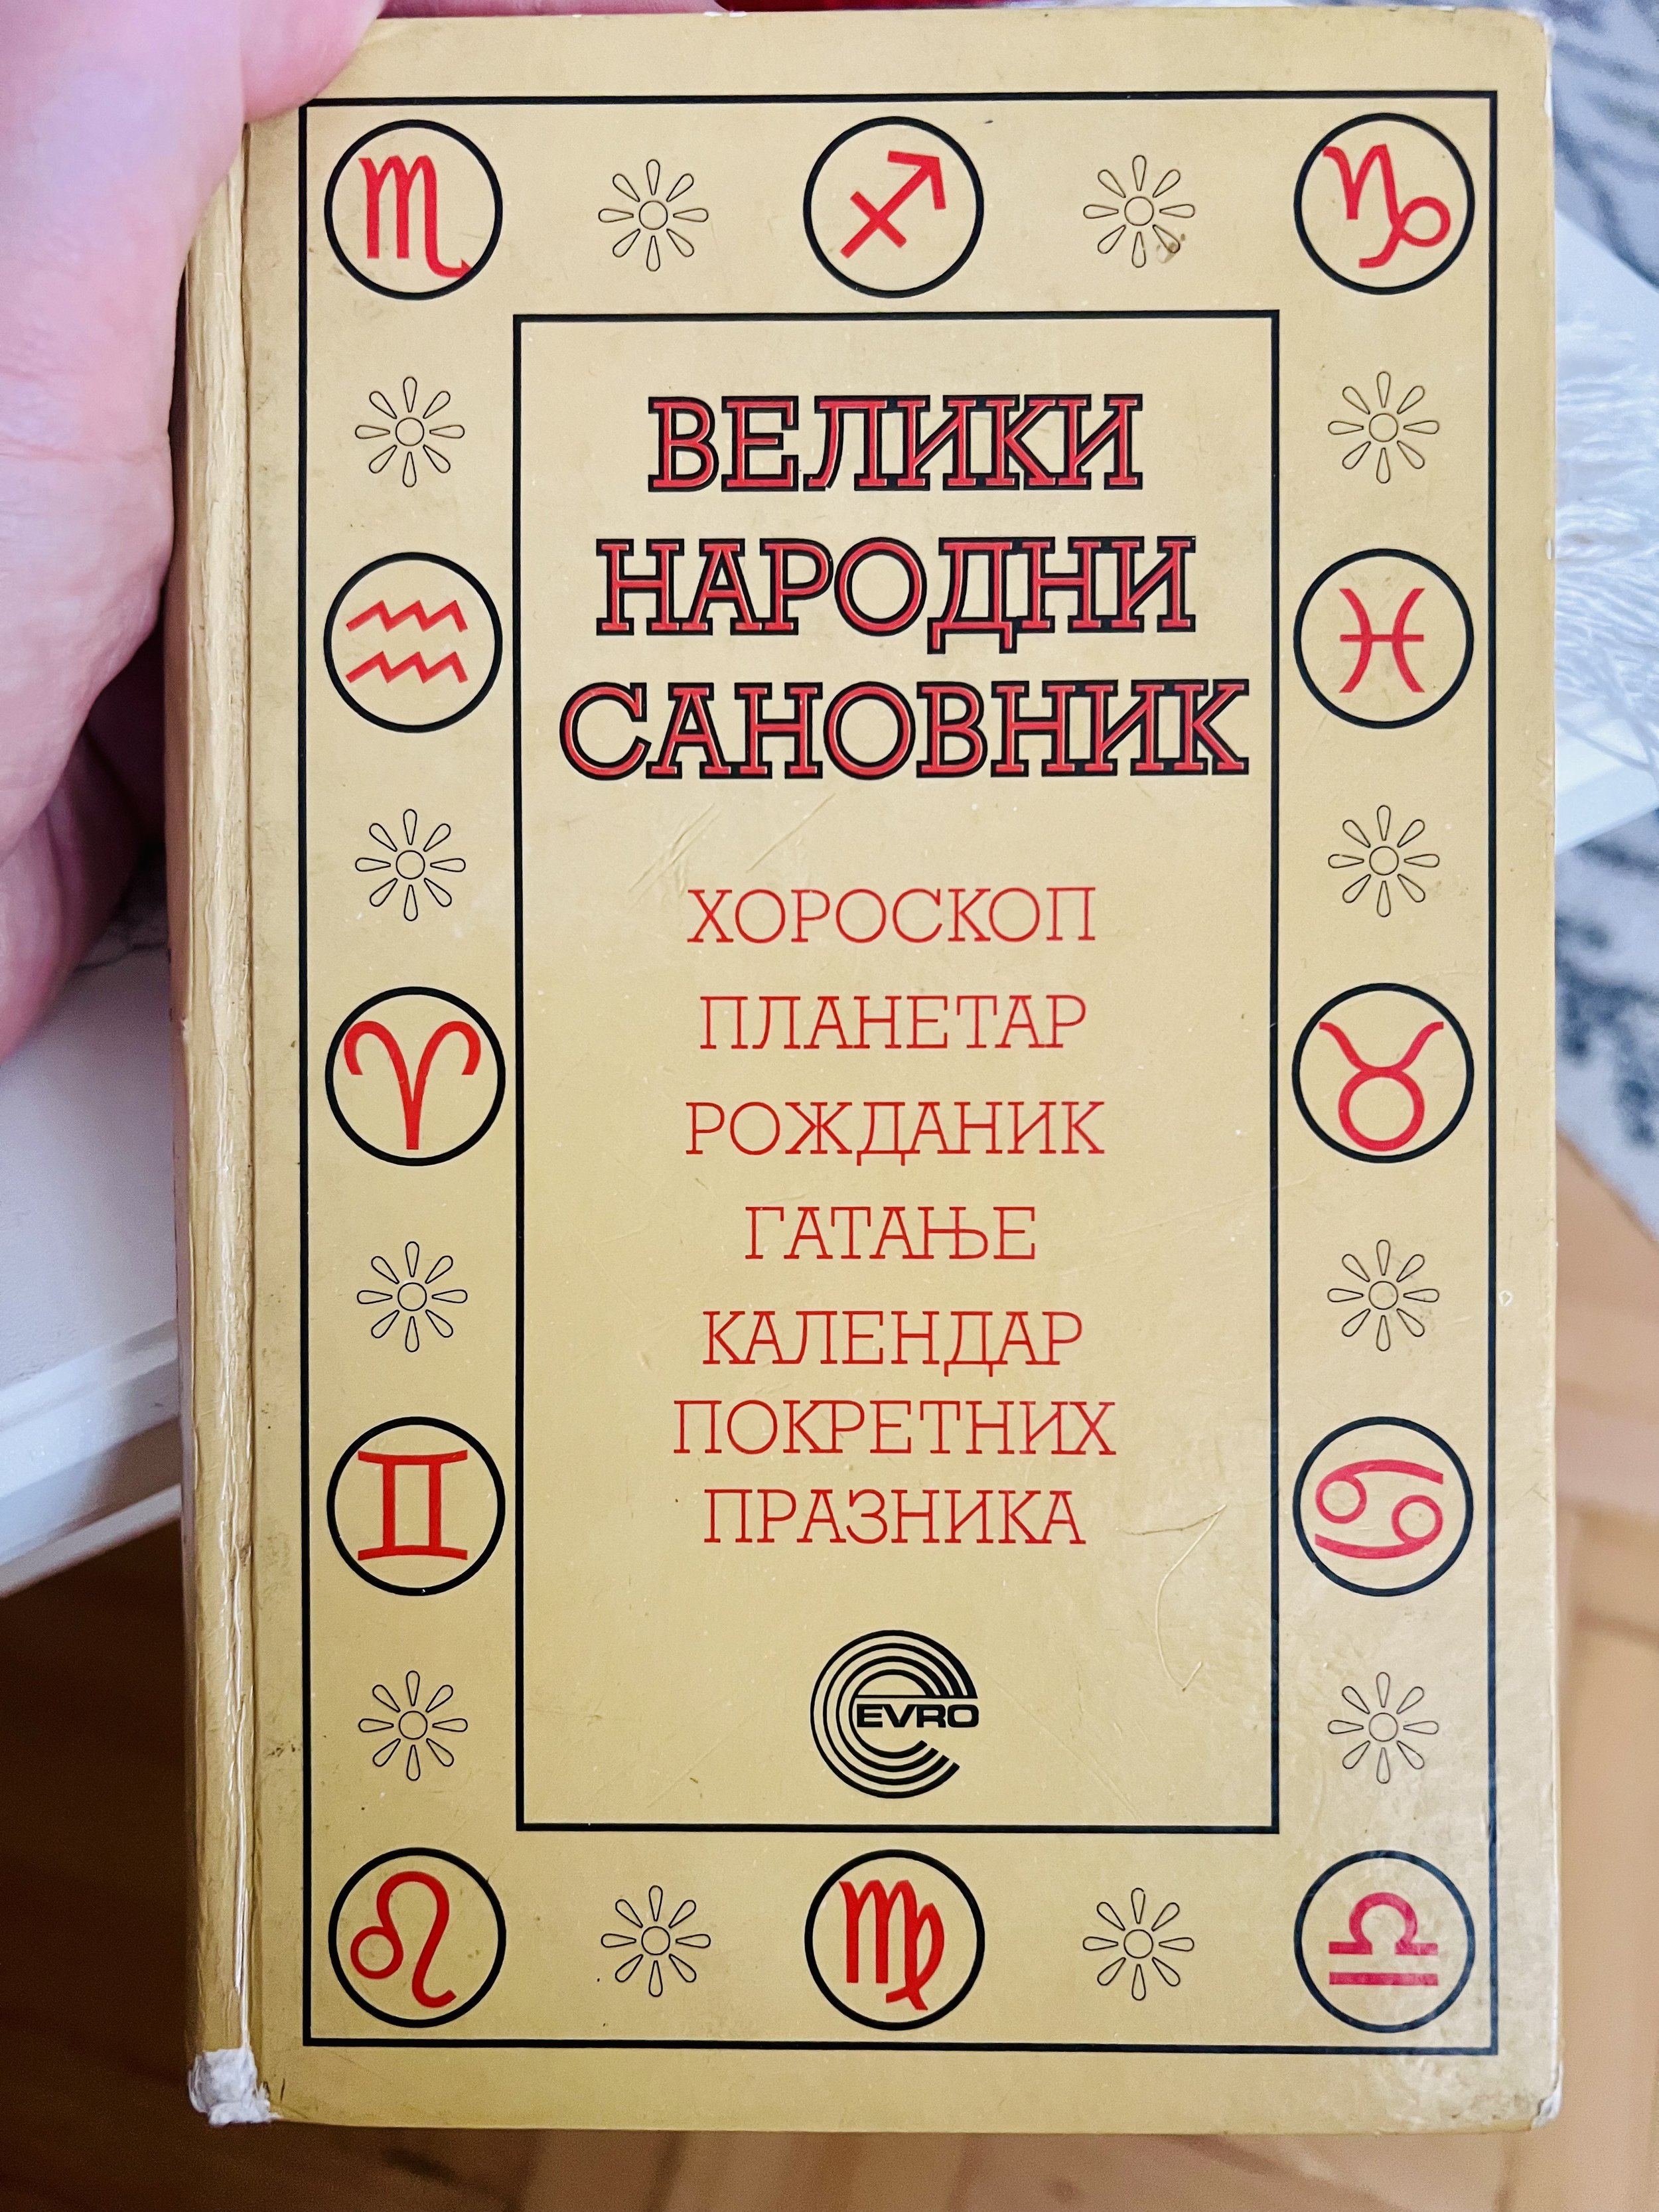 ВЕЛИКИ
НАРОДНИ
САНОВНИК
ХОРОСКОП
ПЛАНЕТАР
РОЖДАНИК
ГАТАЊЕ
КАЛЕНДАР
ПОКРЕТНИХ
ПРАЗНИКА
EVRO